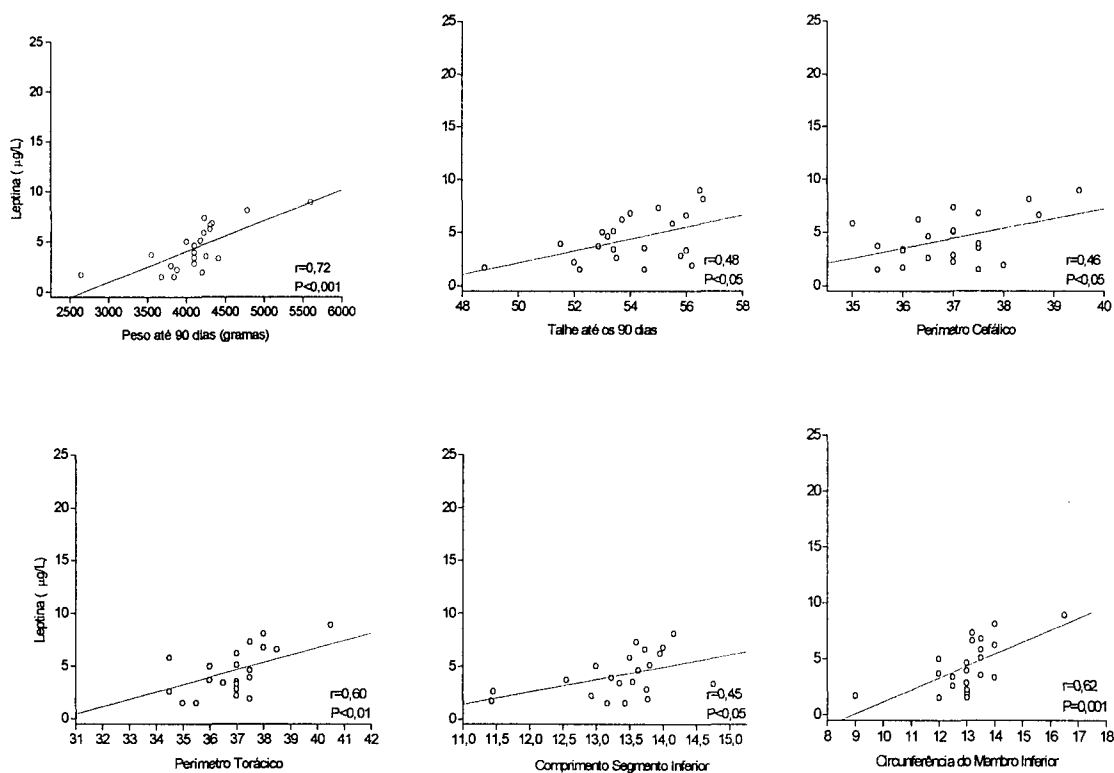 25
20
15
10
5
0
Leptina ( µg/L)
r=0,72
P<0,001
2500 3000 3500 4000 4500 5000 5500 6000
Peso até 90 dias (gramas)
25
20
15
10
5
0
r=0,48
P<0,05
48 50 52 54 56 58
Talhe até os 90 dias
25
20
15
10
5
0
r=0,46
P<0,05
35 36 37 38 39 40
Perímetro Cefálico
25
20
15
10
5
0
Leptina ( µg/L)
r=0,60
P<0,01
31 32 33 34 35 36 37 38 39 40 41 42
Perimetro Torácico
25
20
15
10
5
0
r=0,45
P<0,05
11,0 11,5 12,0 12,5 13,0 13,5 14,0 14,5 15,0
Comprimento Segmento Inferior
25
20
15
10
5
0
r=0,62
P=0,001
8 9 10 11 12 13 14 15 16 17 18
Circunferência do Membro Inferior